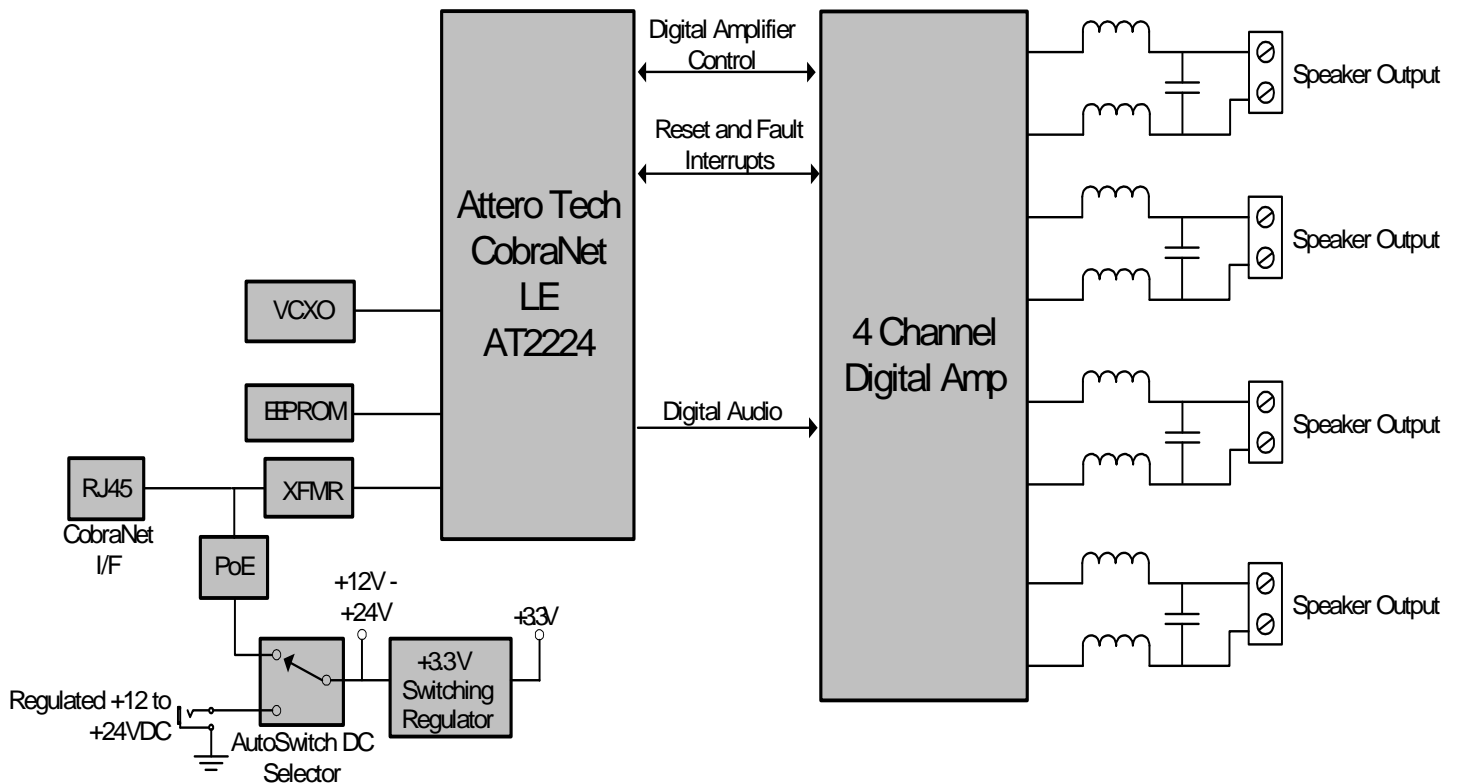 Digital Amplifier
Control
Reset and Fault
Interrupts
Digital Audio
Attero Tech
CobraNet
LE
AT2224
4 Channel
Digital Amp
VCXO
EEPROM
RJ45
XFMR
CobraNet
I/F
PoE
+12V -
+24V
+3.3V
+3.3V
Switching
Regulator
Regulated +12 to
+24VDC
AutoSwitch DC
Selector
Speaker Output
Speaker Output
Speaker Output
Speaker Output